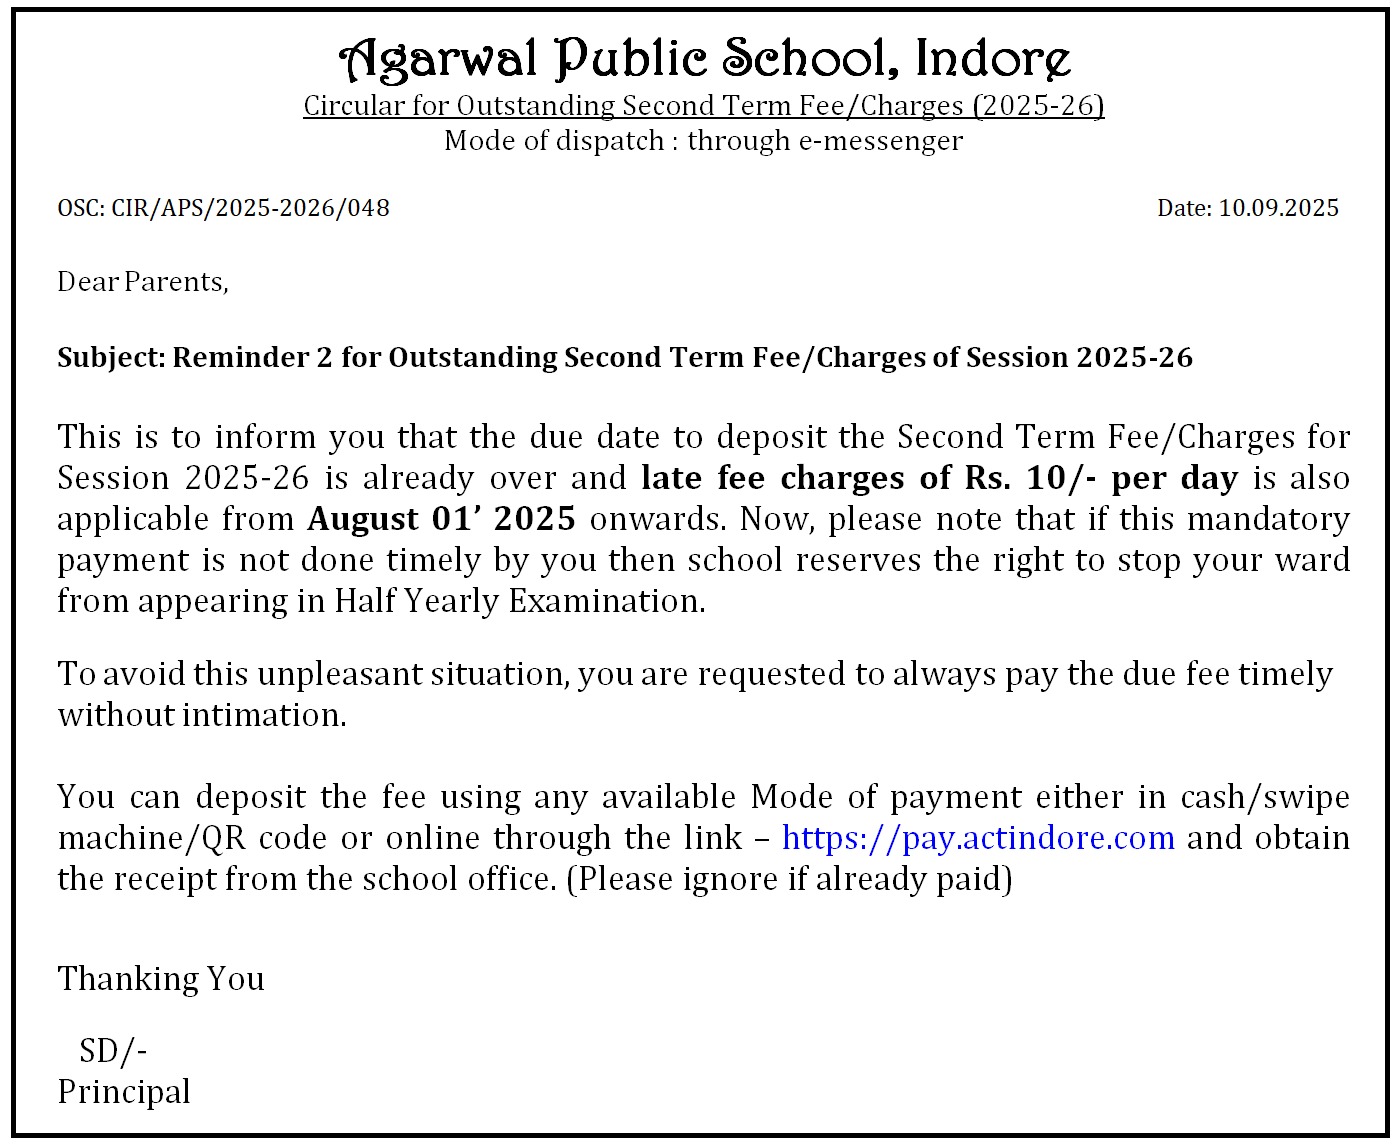 Agarwal Public School, Indore
Circular for Outstanding Second Term Fee/Charges (2025-26)
Mode of dispatch : through e-messenger
OSC: CIR/APS/2025-2026/048
Date: 10.09.2025
Dear Parents,
Subject: Reminder 2 for Outstanding Second Term Fee/Charges of Session 2025-26
This is to inform you that the due date to deposit the Second Term Fee/Charges for
Session 2025-26 is already over and late fee charges of Rs. 10/- per day is also
applicable from August 01’ 2025 onwards. Now, please note that if this mandatory
payment is not done timely by you then school reserves the right to stop your ward
from appearing in Half Yearly Examination.
To avoid this unpleasant situation, you are requested to always pay the due fee timely
without intimation.
You can deposit the fee using any available Mode of payment either in cash/swipe
machine/QR code or online through the link – https://pay.actindore.com and obtain
the receipt from the school office. (Please ignore if already paid)
Thanking You
SD/-
Principal